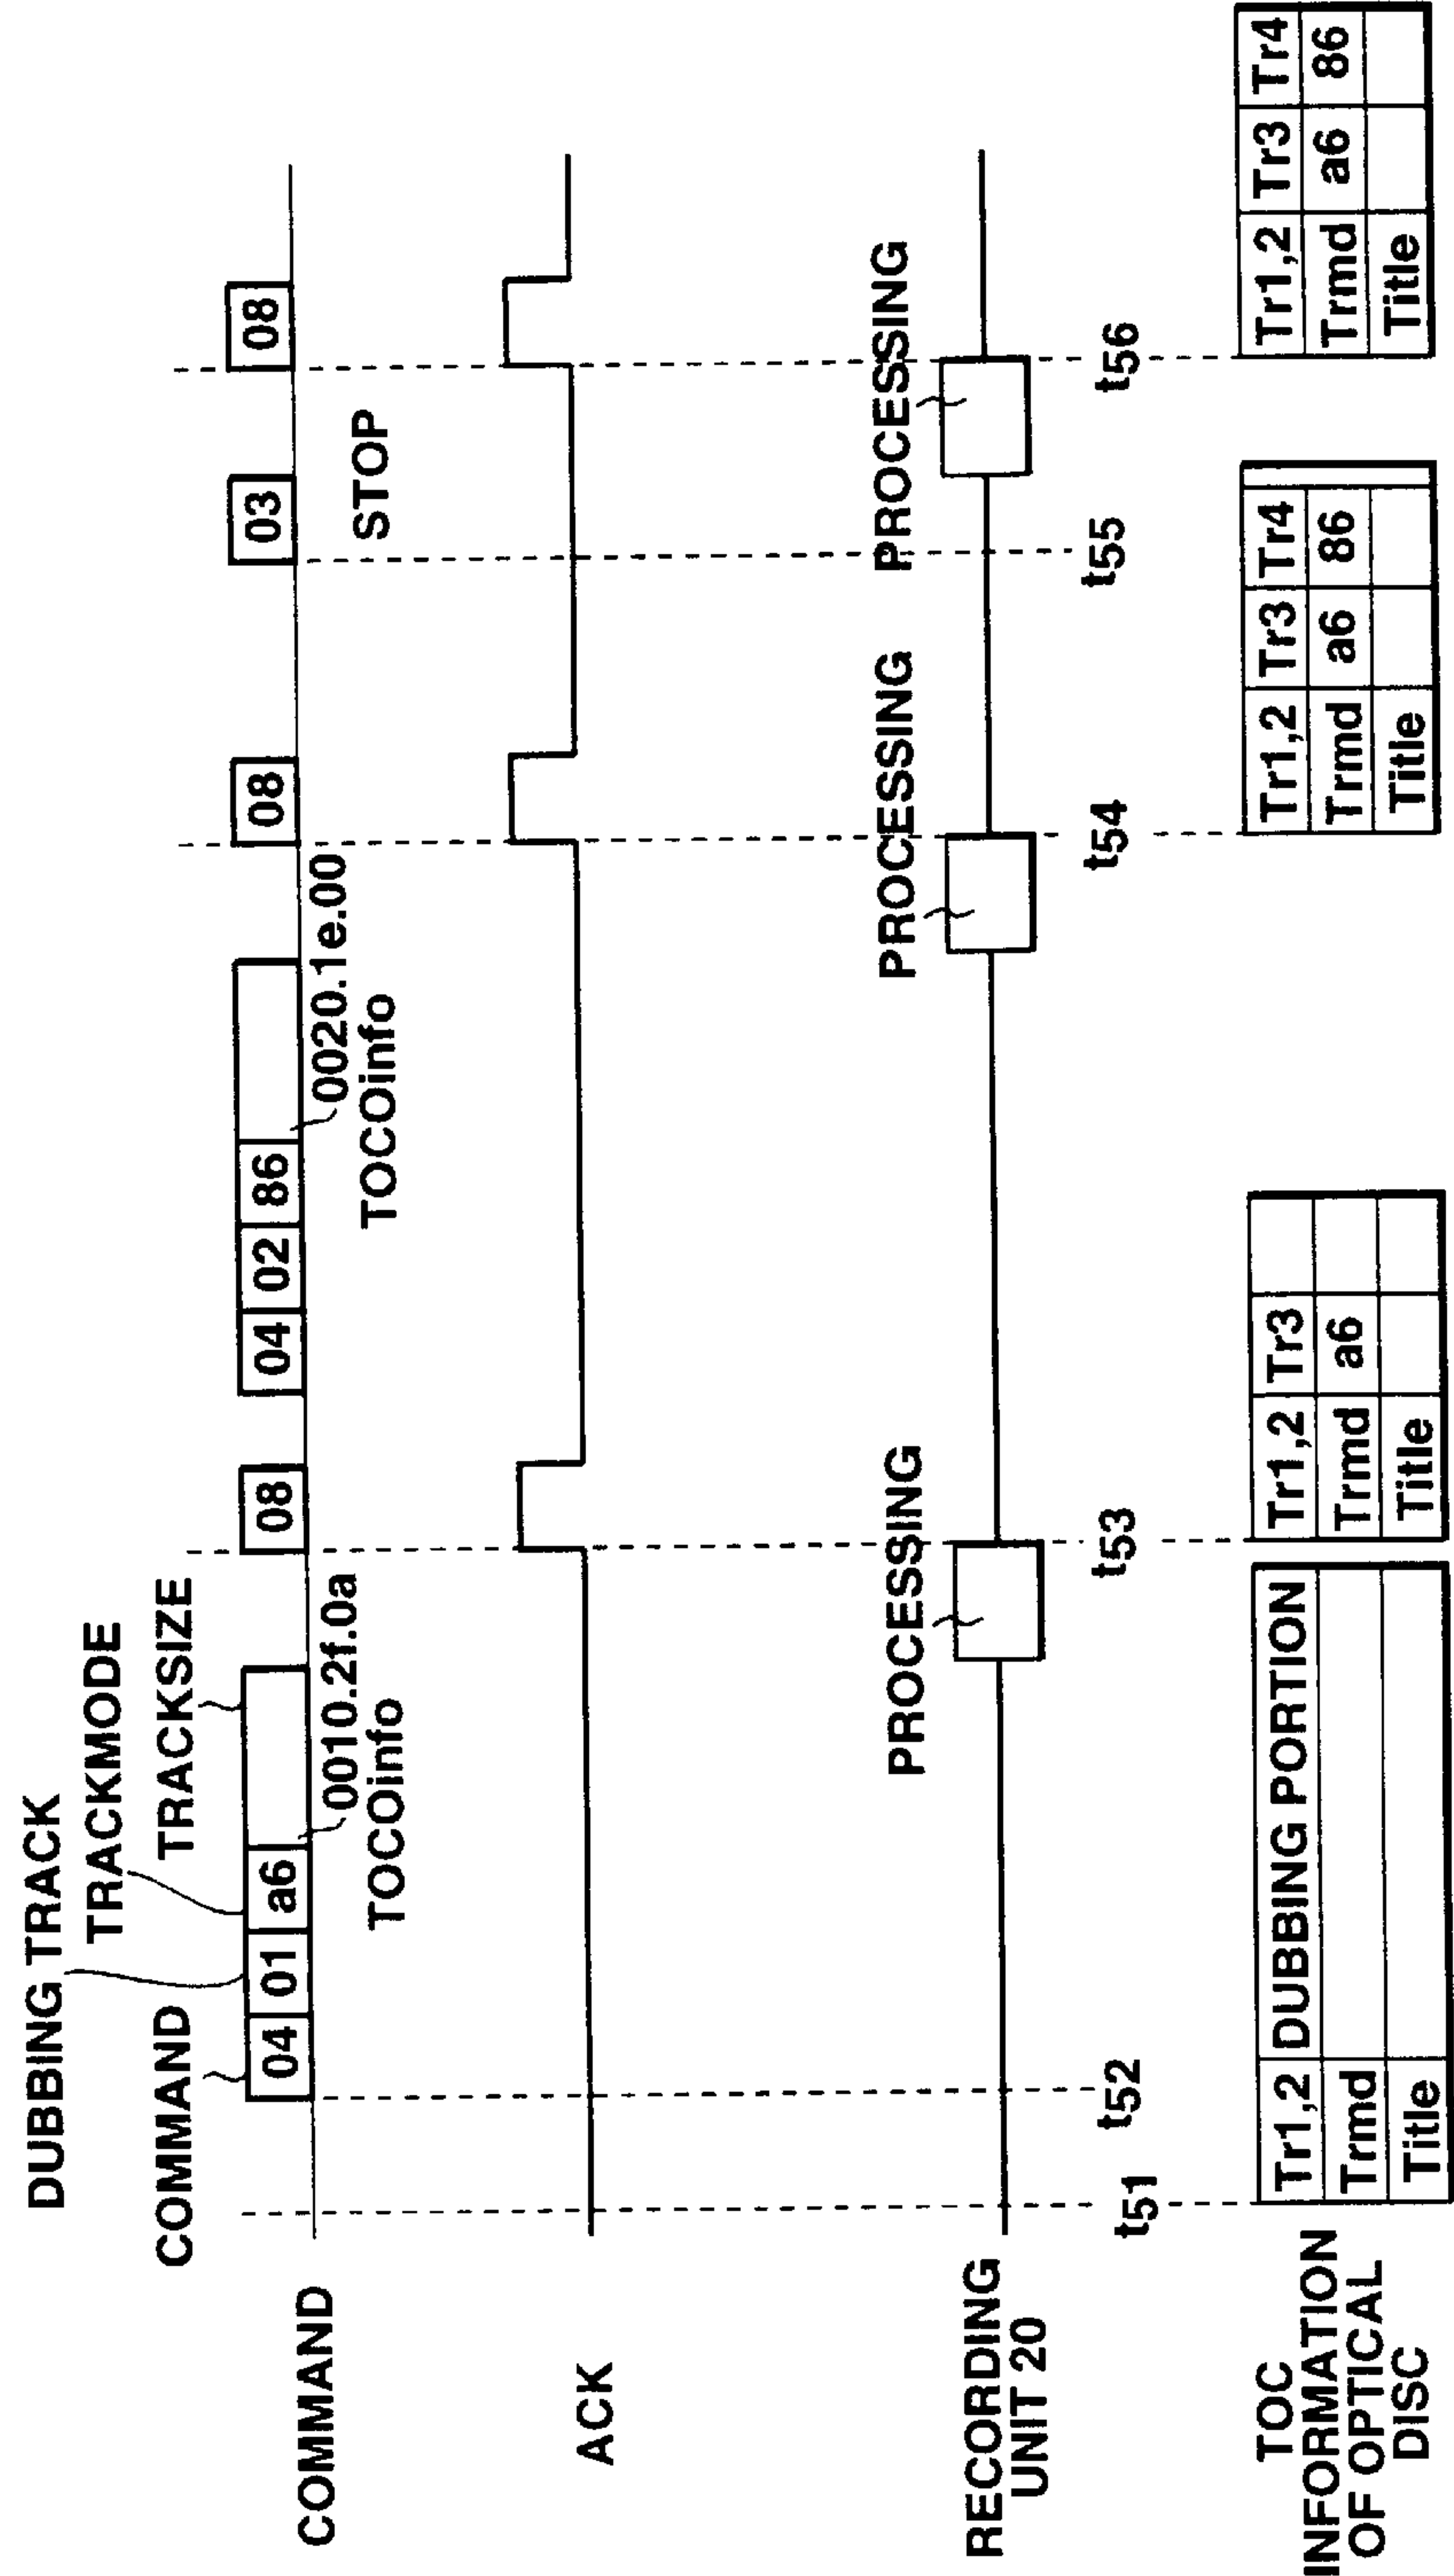 DUBBING TRACK
TRACKMODE
COMMAND
TRACKSIZE
COMMAND
04 01 a6
08
04 02 86
08
03
08
0010.2f.0a
TOCOinfo
0020.1e.00
TOCOinfo
STOP
ACK
RECORDING
UNIT 20
PROCESSING
PROCESSING
PROCESSING
t51
t52
t53
t54
t55
t56
TOC
INFORMATION
OF OPTICAL
DISC
Tr1,2 DUBBING PORTION
Trmd
Title
Tr1,2 Tr3
Trmd a6
Title
Tr1,2 Tr3 Tr4
Trmd a6 86
Title
Tr1,2 Tr3 Tr4
Trmd a6 86
Title